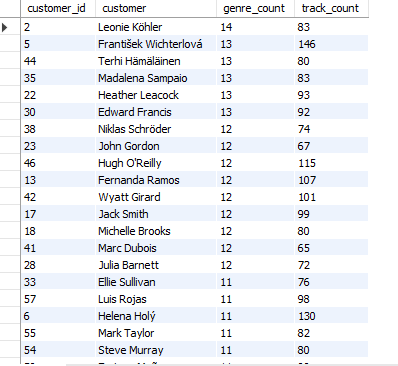 customer_id customer genre_count track_count
2 Leonie Köhler 14 83
5 František Wichterlová 13 146
44 Terhi Hämäläinen 13 80
35 Madalena Sampaio 13 83
22 Heather Leacock 13 93
30 Edward Francis 13 92
38 Niklas Schröder 12 74
23 John Gordon 12 67
46 Hugh O'Reilly 12 115
13 Fernanda Ramos 12 107
42 Wyatt Girard 12 101
17 Jack Smith 12 99
18 Michelle Brooks 12 80
41 Marc Dubois 12 65
28 Julia Barnett 12 72
33 Ellie Sullivan 11 76
57 Luis Rojas 11 98
6 Helena Holý 11 130
55 Mark Taylor 11 82
54 Steve Murray 11 80